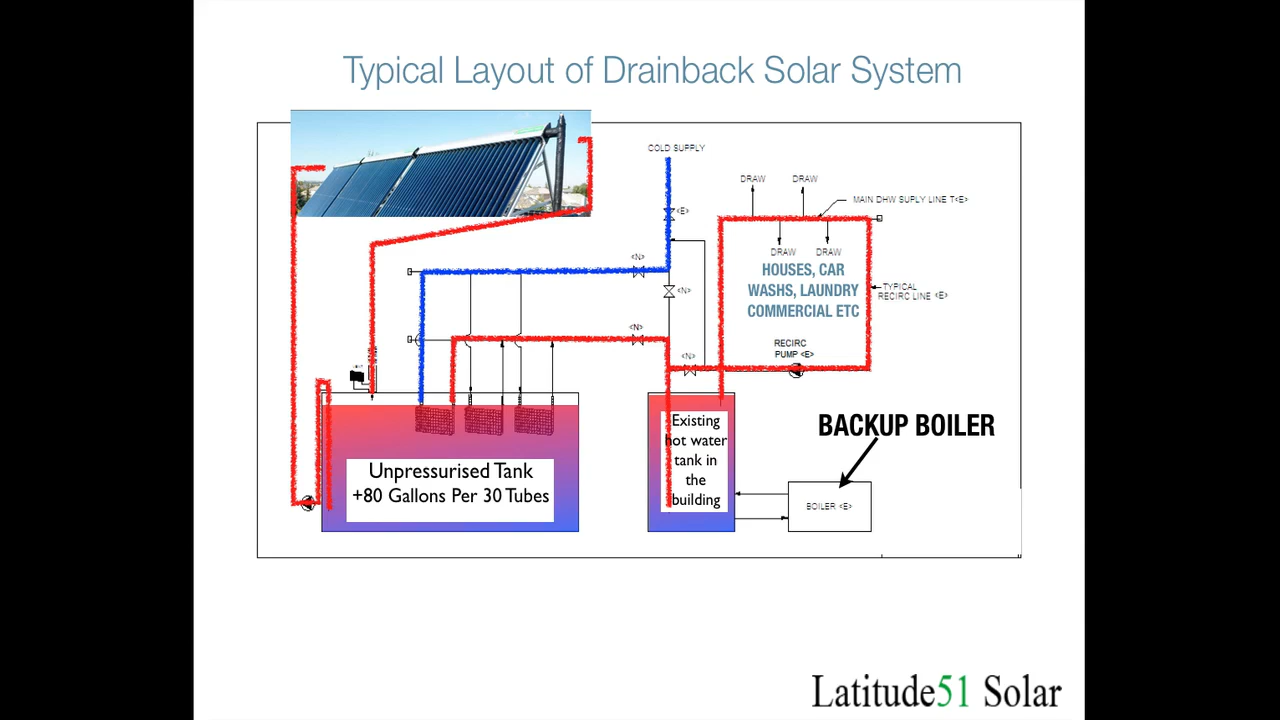 Typical Layout of Drainback Solar System
COLD SUPPLY
<E>
DRAW
DRAW
MAIN DHW SUPLY LINE T<E>
DRAW
DRAW
<N>
HOUSES, CAR
WASHS, LAUNDRY
COMMERCIAL ETC
<N>
TYPICAL
RECIRC LINE <E>
<N>
<N>
RECIRC
PUMP <E>
Existing
hot water
tank in
the
building
BACKUP BOILER
Unpressurised Tank
+80 Gallons Per 30 Tubes
BOILER <E>
Latitude51 Solar